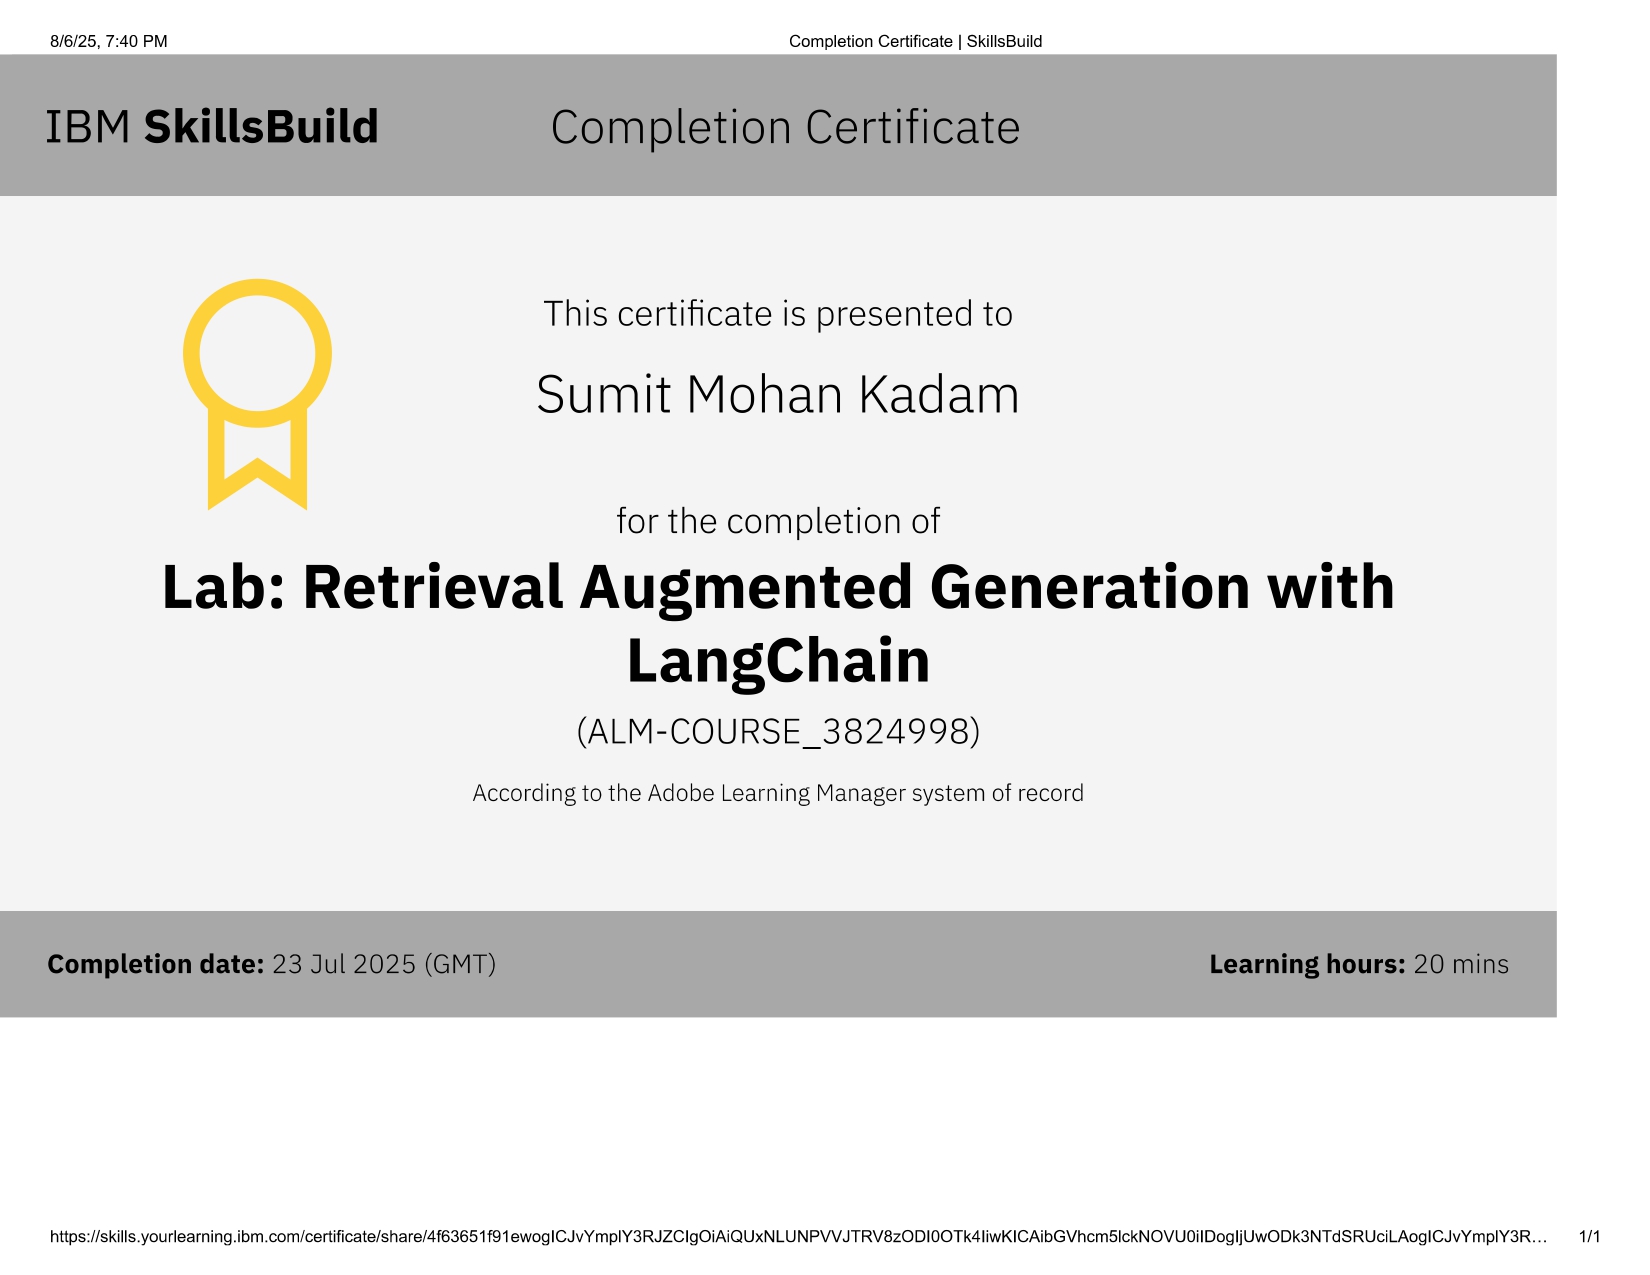 8/6/25, 7:40 PM
Completion Certificate | SkillsBuild
IBM SkillsBuild
Completion Certificate
This certificate is presented to
Sumit Mohan Kadam
for the completion of
Lab: Retrieval Augmented Generation with
LangChain
(ALM-COURSE_3824998)
According to the Adobe Learning Manager system of record
Completion date: 23 Jul 2025 (GMT)
Learning hours: 20 mins
https://skills.yourlearning.ibm.com/certificate/share/4f63651f91ewogICJvYmplY3RJZCIgOiAiQUxNLUNPVVJTRV8zODI0OTk4IiwKICAibGVhcm5lckNOVU0iIDogIjUwODk3NTdSRUciLAogICJvYmplY3R...
1/1